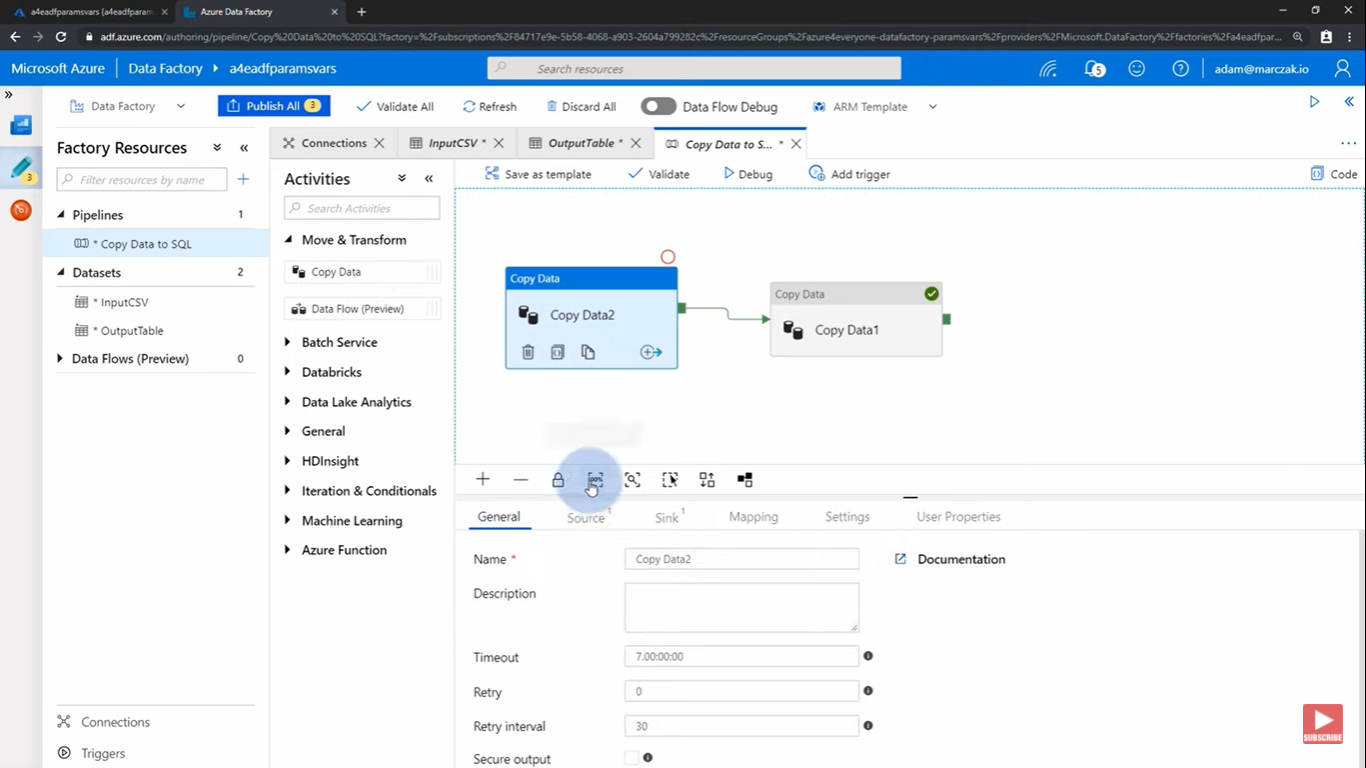 a4eadfparamsvars (a4eadfparam
Azure Data Factory
adf.azure.com/authoring/pipeline/Copy%20Data%20to%20SQL?factory=%2Fsubscriptions%2F84717e9e-5b58-4068-a903-2604a799282c%2FresourceGroups%2Fazure4everyone-datafactory-paramsvars%2Fproviders%2FMicrosoft.DataFactory%2Ffactories%2Fa4eadfpar...
Microsoft Azure
Data Factory
a4eadfparamsvars
Search resources
5
adam@marczak.io
Data Factory
Publish All 3
Validate All
Refresh
Discard All
Data Flow Debug
ARM Template
3
Factory Resources
Filter resources by name
Pipelines 1
* Copy Data to SQL
Datasets 2
* InputCSV
* OutputTable
Data Flows (Preview) 0
Connections
Triggers
Connections
InputCSV *
OutputTable *
Copy Data to S... *
Activities
Search Activities
Move & Transform
Copy Data
Data Flow (Preview)
Batch Service
Databricks
Data Lake Analytics
General
HDInsight
Iteration & Conditionals
Machine Learning
Azure Function
Save as template
Validate
Debug
Add trigger
Code
Copy Data
Copy Data2
Copy Data
Copy Data1
100%
General
Source 1
Sink 1
Mapping
Settings
User Properties
Name *
Copy Data2
Documentation
Description
Timeout
7.00:00:00
Retry
0
Retry interval
30
Secure output
SUBSCRIBE